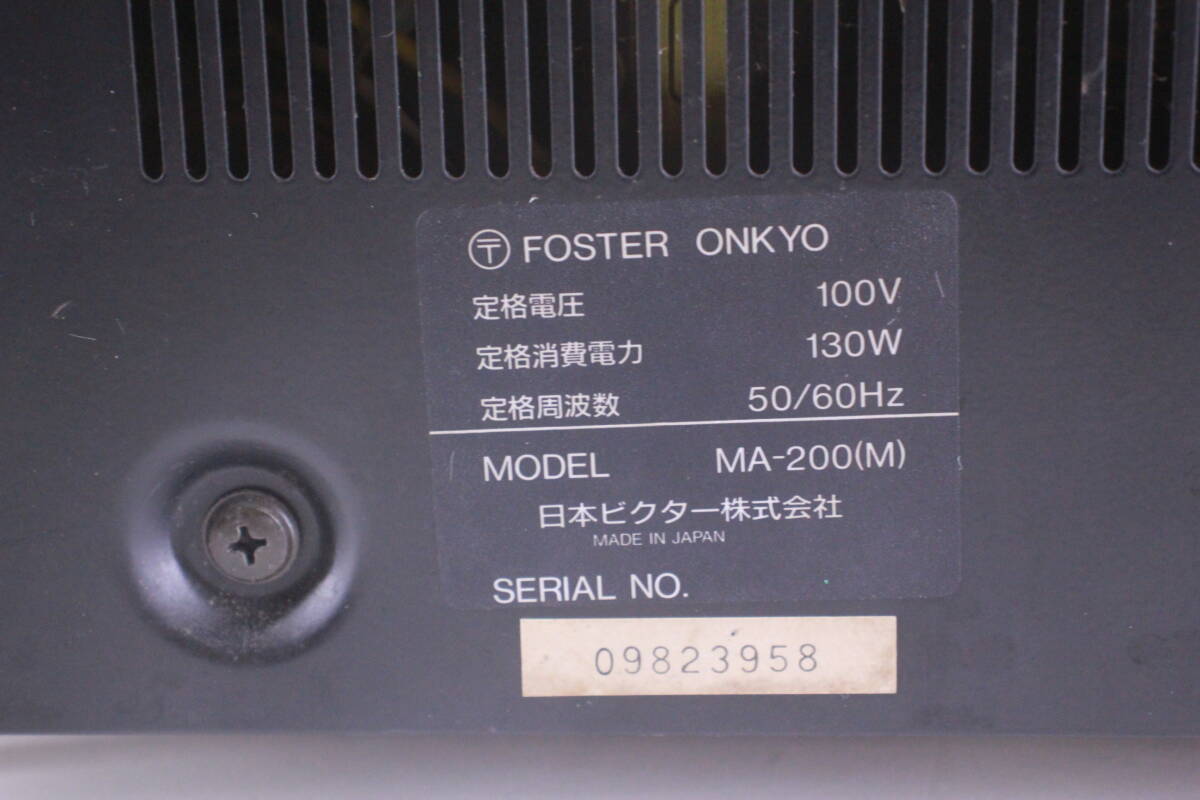 〶 FOSTER ONKYO
定格電圧 100V
定格消費電力 130W
定格周波数 50/60Hz
MODEL MA-200(M)
日本ビクター株式会社
MADE IN JAPAN
SERIAL NO.
09823958